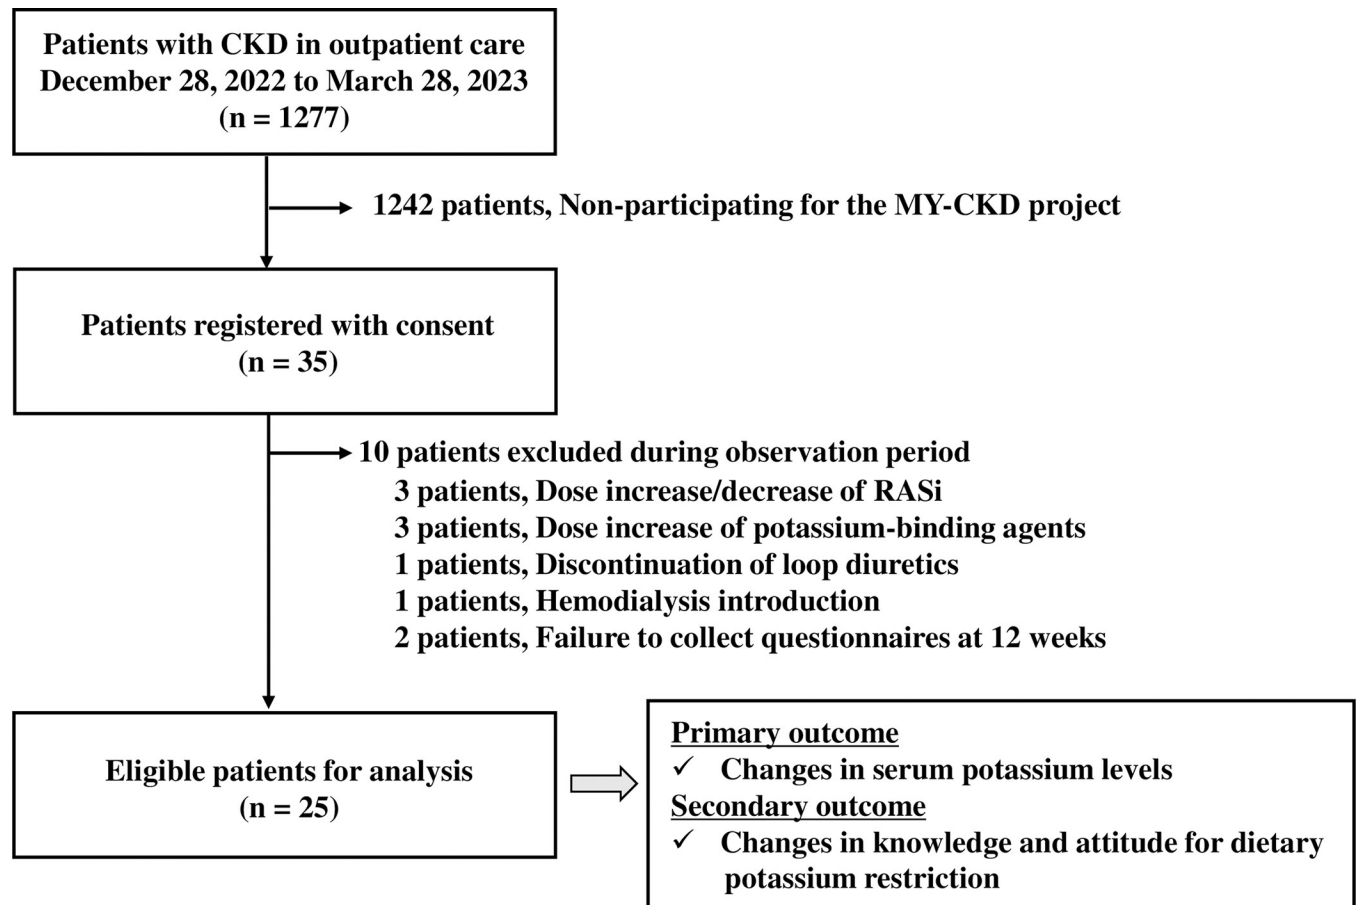 Patients with CKD in outpatient care
December 28, 2022 to March 28, 2023
(n = 1277)
1242 patients, Non-participating for the MY-CKD project
Patients registered with consent
(n = 35)
10 patients excluded during observation period
3 patients, Dose increase/decrease of RASi
3 patients, Dose increase of potassium-binding agents
1 patients, Discontinuation of loop diuretics
1 patients, Hemodialysis introduction
2 patients, Failure to collect questionnaires at 12 weeks
Eligible patients for analysis
(n = 25)
Primary outcome
✓ Changes in serum potassium levels
Secondary outcome
✓ Changes in knowledge and attitude for dietary
potassium restriction